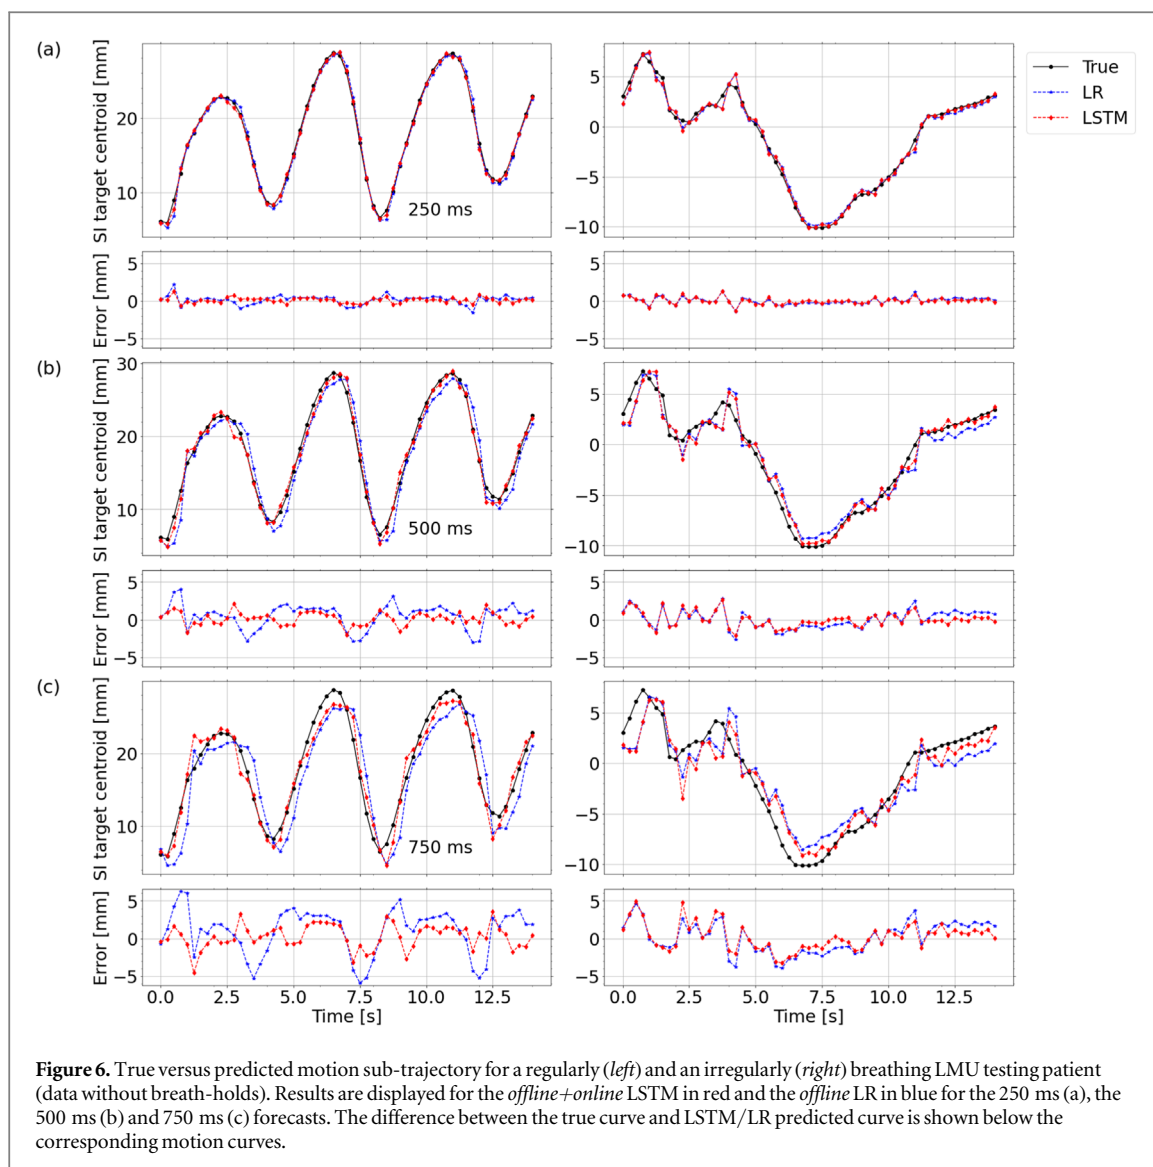 (a)
SI target centroid [mm]
20
10
250 ms
5
0
−5
−10
True
LR
LSTM
Error [mm]
5
0
−5
5
0
−5
(b)
SI target centroid [mm]
30
20
10
500 ms
5
0
−5
−10
Error [mm]
5
0
−5
5
0
−5
(c)
SI target centroid [mm]
20
10
750 ms
5
0
−5
−10
Error [mm]
5
0
−5
5
0
−5
0.0 2.5 5.0 7.5 10.0 12.5
Time [s]
0.0 2.5 5.0 7.5 10.0 12.5
Time [s]
Figure 6. True versus predicted motion sub-trajectory for a regularly (left) and an irregularly (right) breathing LMU testing patient
(data without breath-holds). Results are displayed for the offline+online LSTM in red and the offline LR in blue for the 250 ms (a), the
500 ms (b) and 750 ms (c) forecasts. The difference between the true curve and LSTM/LR predicted curve is shown below the
corresponding motion curves.